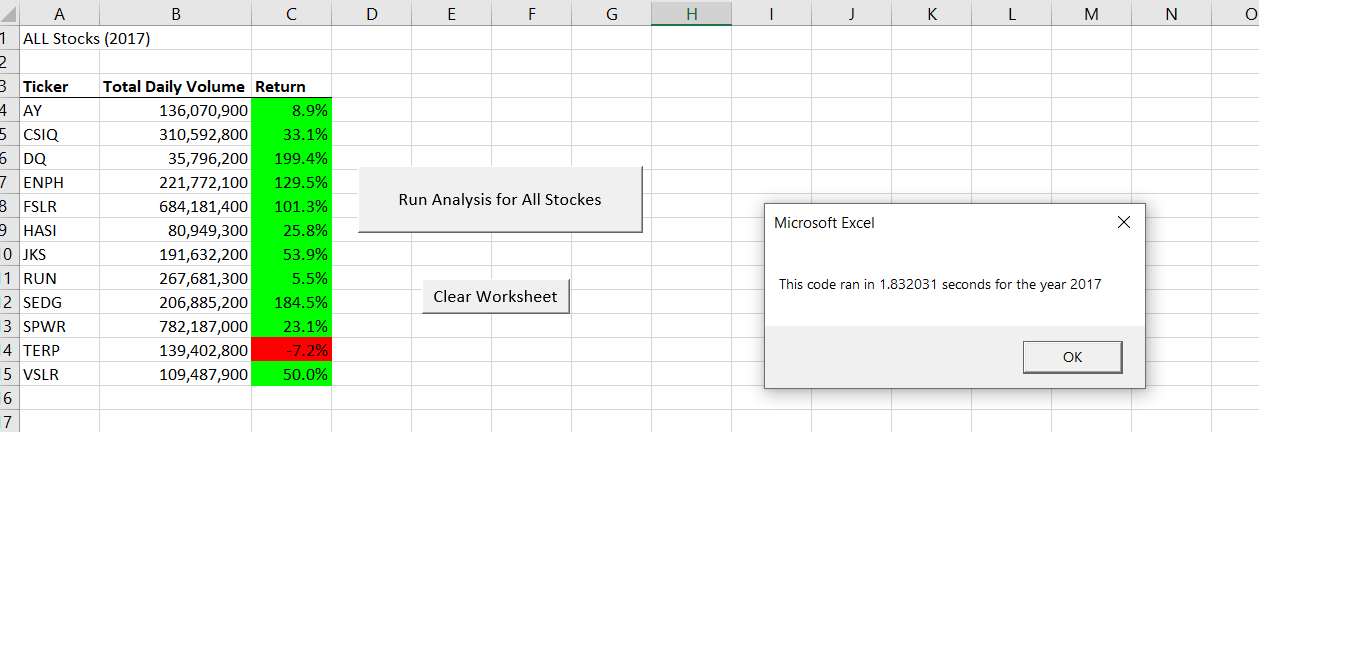 A B C D E F G H I J K L M N O
1 ALL Stocks (2017)
2
3 Ticker Total Daily Volume Return
4 AY 136,070,900 8.9%
5 CSIQ 310,592,800 33.1%
6 DQ 35,796,200 199.4%
7 ENPH 221,772,100 129.5%
8 FSLR 684,181,400 101.3%
9 HASI 80,949,300 25.8%
10 JKS 191,632,200 53.9%
11 RUN 267,681,300 5.5%
12 SEDG 206,885,200 184.5%
13 SPWR 782,187,000 23.1%
14 TERP 139,402,800 -7.2%
15 VSLR 109,487,900 50.0%
16
17
Run Analysis for All Stockes
Clear Worksheet
Microsoft Excel
This code ran in 1.832031 seconds for the year 2017
OK